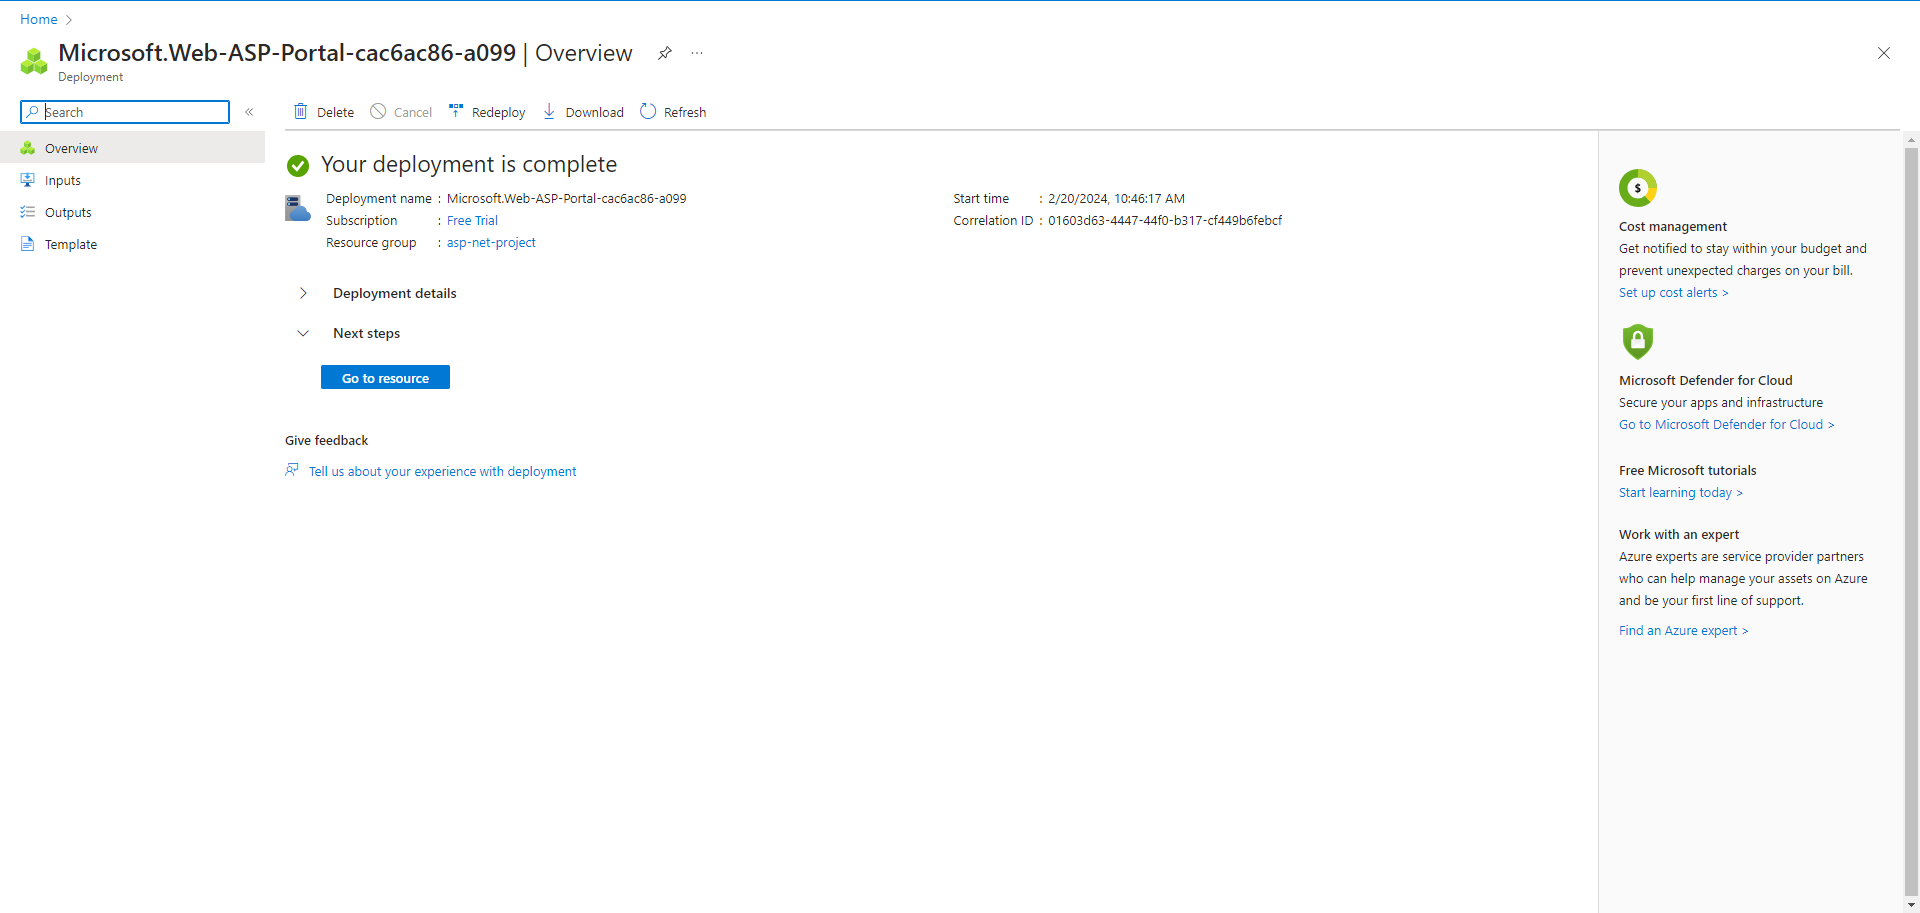 Home
Microsoft.Web-ASP-Portal-cac6ac86-a099 | Overview
Deployment
Search
Overview
Inputs
Outputs
Template
Delete
Cancel
Redeploy
Download
Refresh
Your deployment is complete
Deployment name : Microsoft.Web-ASP-Portal-cac6ac86-a099
Subscription : Free Trial
Resource group : asp-net-project
Start time : 2/20/2024, 10:46:17 AM
Correlation ID : 01603d63-4447-44f0-b317-cf449b6febcf
Deployment details
Next steps
Go to resource
Give feedback
Tell us about your experience with deployment
$
Cost management
Get notified to stay within your budget and
prevent unexpected charges on your bill.
Set up cost alerts >
Microsoft Defender for Cloud
Secure your apps and infrastructure
Go to Microsoft Defender for Cloud >
Free Microsoft tutorials
Start learning today >
Work with an expert
Azure experts are service provider partners
who can help manage your assets on Azure
and be your first line of support.
Find an Azure expert >